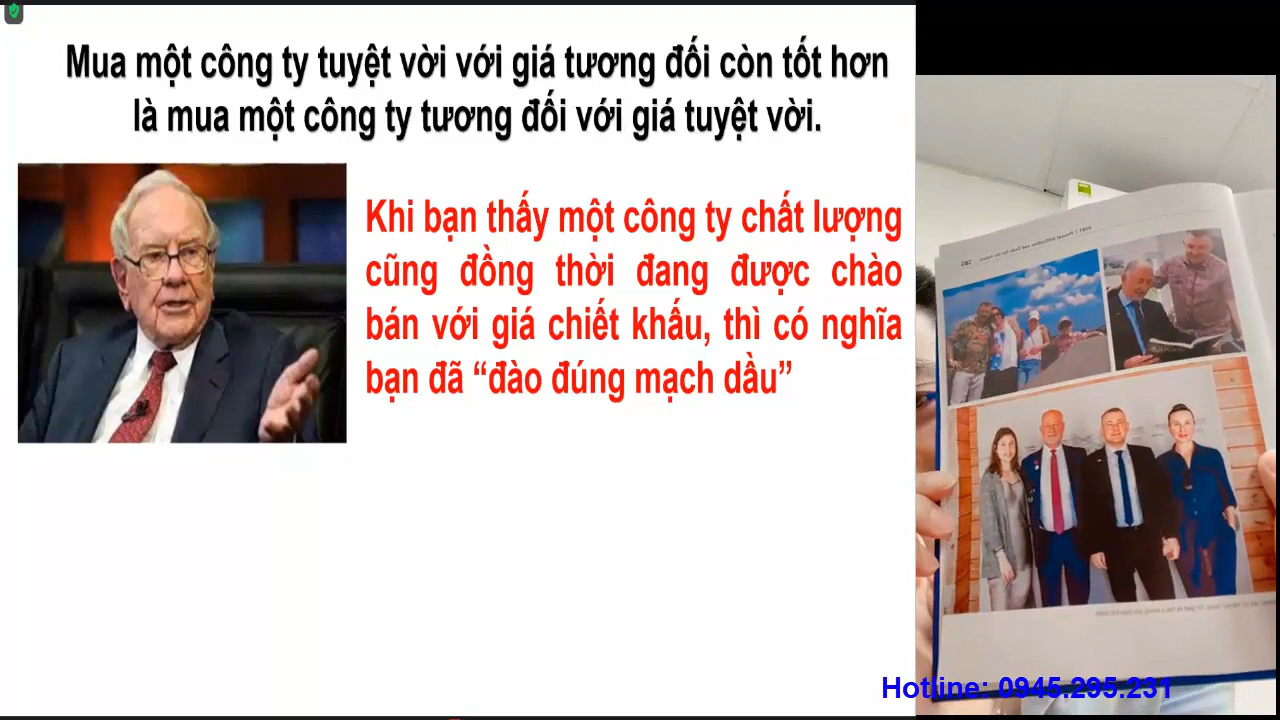 Mua một công ty tuyệt vời với giá tương đối còn tốt hơn
là mua một công ty tương đối với giá tuyệt vời.
Khi bạn thấy một công ty chất lượng
cũng đồng thời đang được chào
bán với giá chiết khấu, thì có nghĩa
bạn đã “đào đúng mạch dầu”
Hotline: 0945.295.231